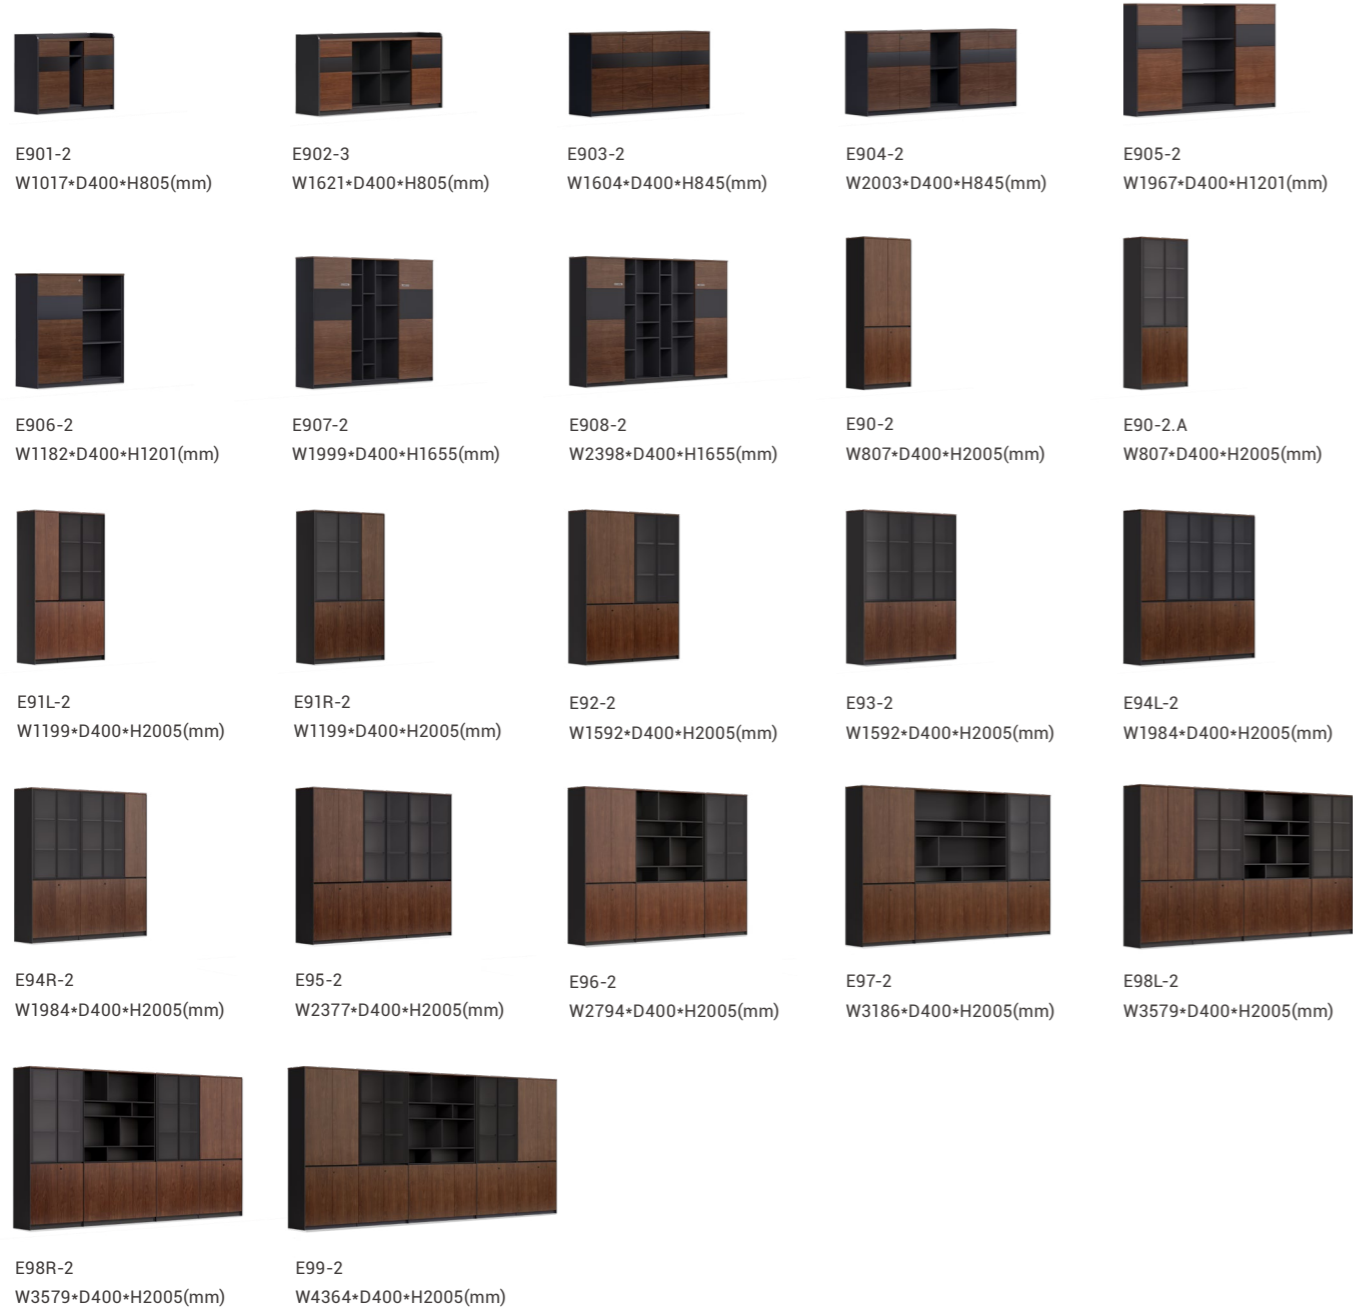 E901-2
W1017*D400*H805(mm)
E902-3
W1621*D400*H805(mm)
E903-2
W1604*D400*H845(mm)
E904-2
W2003*D400*H845(mm)
E905-2
W1967*D400*H1201(mm)
E906-2
W1182*D400*H1201(mm)
E907-2
W1999*D400*H1655(mm)
E908-2
W2398*D400*H1655(mm)
E90-2
W807*D400*H2005(mm)
E90-2.A
W807*D400*H2005(mm)
E91L-2
W1199*D400*H2005(mm)
E91R-2
W1199*D400*H2005(mm)
E92-2
W1592*D400*H2005(mm)
E93-2
W1592*D400*H2005(mm)
E94L-2
W1984*D400*H2005(mm)
E94R-2
W1984*D400*H2005(mm)
E95-2
W2377*D400*H2005(mm)
E96-2
W2794*D400*H2005(mm)
E97-2
W3186*D400*H2005(mm)
E98L-2
W3579*D400*H2005(mm)
E98R-2
W3579*D400*H2005(mm)
E99-2
W4364*D400*H2005(mm)